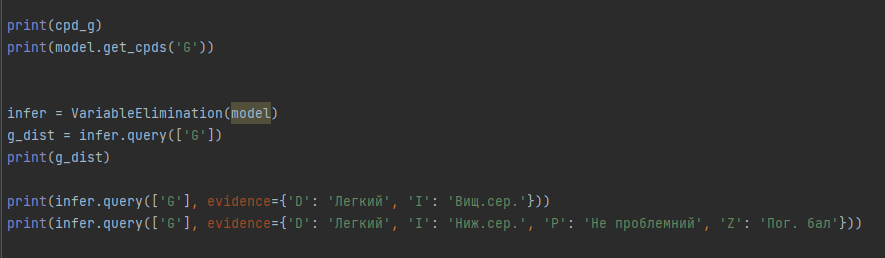 print(cpd_g)
print(model.get_cpds('G'))
infer = VariableElimination(model)
g_dist = infer.query(['G'])
print(g_dist)
print(infer.query(['G'], evidence={'D': 'Легкий', 'I': 'Вищ.сер.'}))
print(infer.query(['G'], evidence={'D': 'Легкий', 'I': 'Ниж.сер.', 'P': 'Не проблемний', 'Z': 'Пог. бал'}))